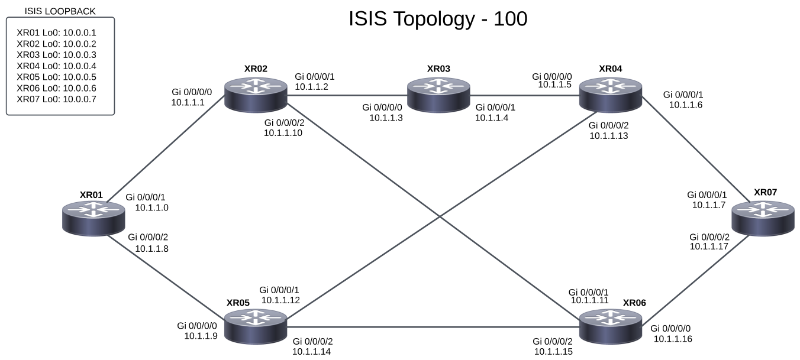 ISIS LOOPBACK
XR01 Lo0: 10.0.0.1
XR02 Lo0: 10.0.0.2
XR03 Lo0: 10.0.0.3
XR04 Lo0: 10.0.0.4
XR05 Lo0: 10.0.0.5
XR06 Lo0: 10.0.0.6
XR07 Lo0: 10.0.0.7
ISIS Topology - 100
XR02
Gi 0/0/0/0
10.1.1.1
Gi 0/0/0/1
10.1.1.2
Gi 0/0/0/2
10.1.1.10
XR03
Gi 0/0/0/0
10.1.1.3
Gi 0/0/0/1
10.1.1.4
XR04
Gi 0/0/0/0
10.1.1.5
Gi 0/0/0/1
10.1.1.6
Gi 0/0/0/2
10.1.1.13
XR01
Gi 0/0/0/1
10.1.1.0
Gi 0/0/0/2
10.1.1.8
XR07
Gi 0/0/0/1
10.1.1.7
Gi 0/0/0/2
10.1.1.17
XR05
Gi 0/0/0/1
10.1.1.12
Gi 0/0/0/0
10.1.1.9
Gi 0/0/0/2
10.1.1.14
XR06
Gi 0/0/0/1
10.1.1.11
Gi 0/0/0/2
10.1.1.15
Gi 0/0/0/0
10.1.1.16